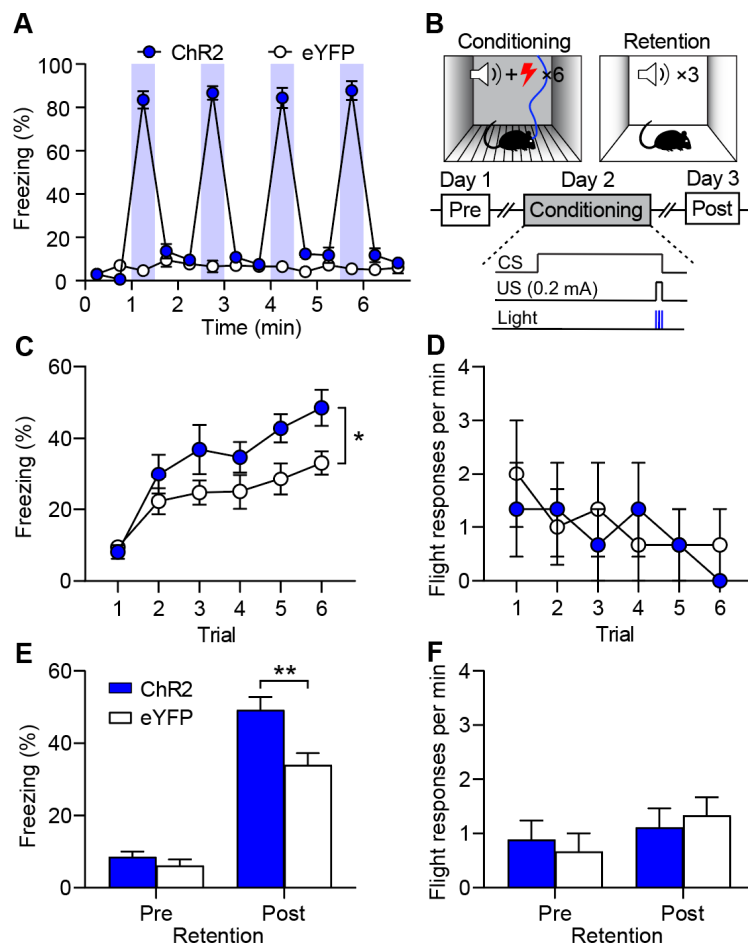 A
ChR2
eYFP
Freezing (%)
100
80
60
40
20
0
0 1 2 3 4 5 6
Time (min)
B
Conditioning
Retention
+ ×6
×3
Day 1
Day 2
Day 3
Pre
Conditioning
Post
CS
US (0.2 mA)
Light
C
Freezing (%)
60
40
20
0
*
1 2 3 4 5 6
Trial
D
Flight responses per min
4
3
2
1
0
1 2 3 4 5 6
Trial
E
Freezing (%)
60
40
20
0
ChR2
eYFP
**
Pre Post
Retention
F
Flight responses per min
4
3
2
1
0
Pre Post
Retention